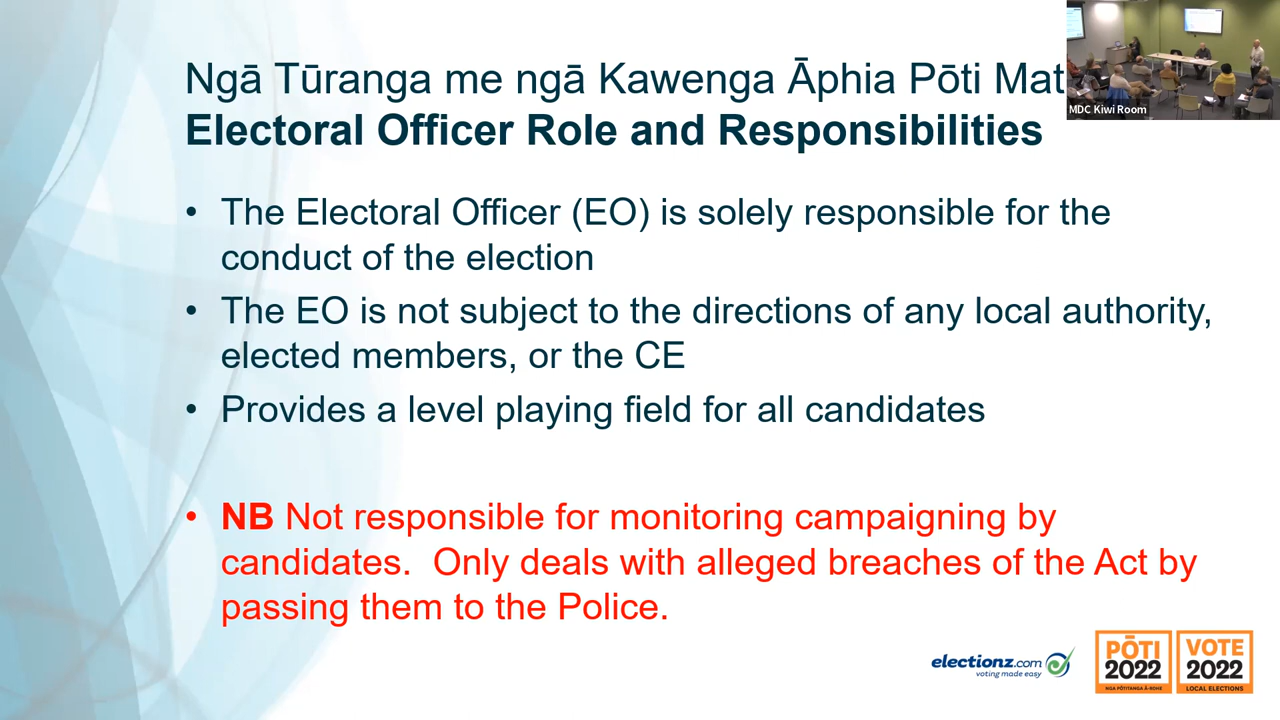 Ngā Tūranga me ngā Kawenga Āphia Pōti Mat
Electoral Officer Role and Responsibilities
MDC Kiwi Room
• The Electoral Officer (EO) is solely responsible for the
conduct of the election
• The EO is not subject to the directions of any local authority,
elected members, or the CE
• Provides a level playing field for all candidates
• NB Not responsible for monitoring campaigning by
candidates. Only deals with alleged breaches of the Act by
passing them to the Police.
electionz.com
voting made easy
PŌTI
2022
NGA PŌTITANGA Ā-ROHE
VOTE
2022
LOCAL ELECTIONS